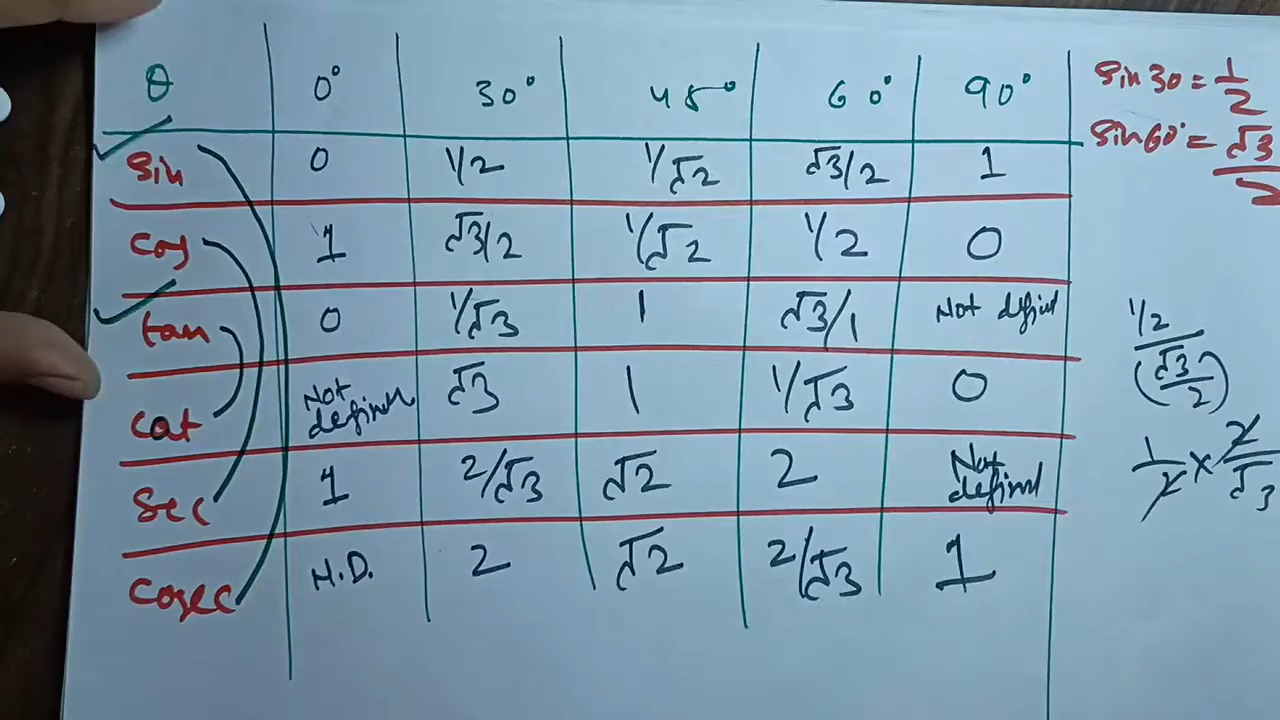 θ 0° 30° 45° 60° 90°
Sin 0 1/2 1/√2 √3/2 1
Cos 1 √3/2 1/√2 1/2 0
tan 0 1/√3 1 √3/1 Not defind
Cot Not defind √3 1 1/√3 0
Sec 1 2/√3 √2 2 Not defind
Cosec N.D. 2 √2 2/√3 1
Sin 30 = 1/2
Sin 60° = √3/2
1/2
(√3/2)
1/2 × 2/√3